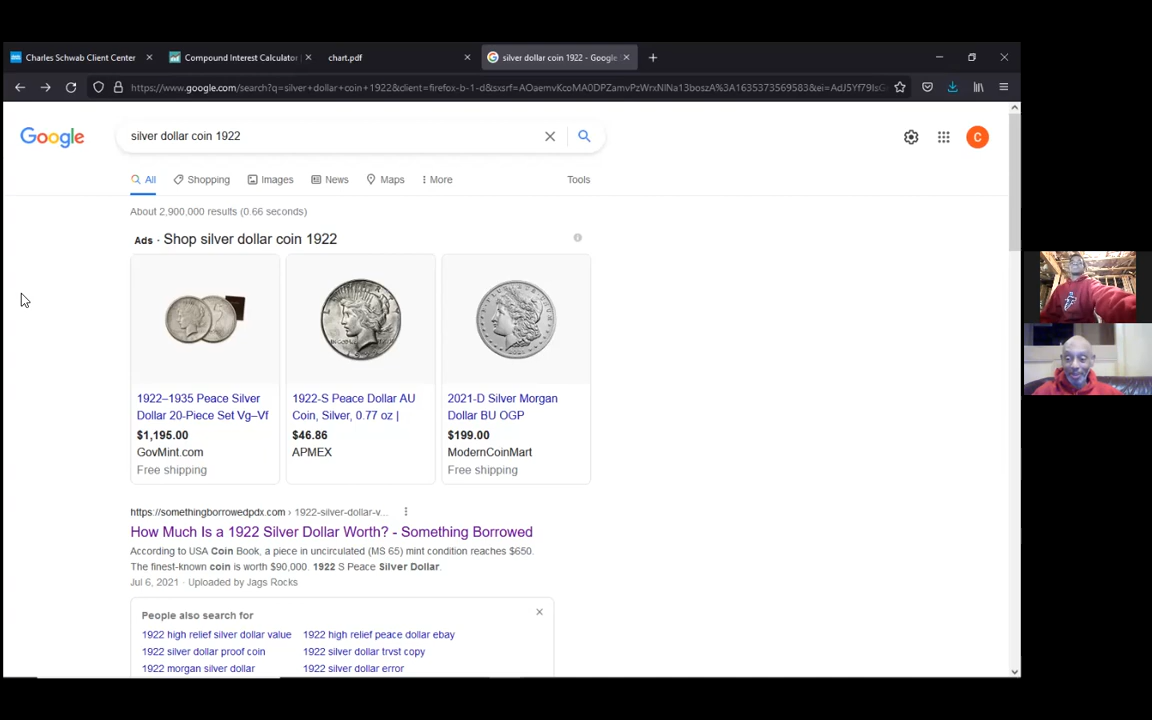 Charles Schwab Client Center
Compound Interest Calculator
chart.pdf
silver dollar coin 1922 - Google
Google
silver dollar coin 1922
C
All
Shopping
Images
News
Maps
More
Tools
About 2,900,000 results (0.66 seconds)
Ads · Shop silver dollar coin 1922
1922–1935 Peace Silver
Dollar 20-Piece Set Vg–Vf
$1,195.00
GovMint.com
Free shipping
1922-S Peace Dollar AU
Coin, Silver, 0.77 oz |
$46.86
APMEX
2021-D Silver Morgan
Dollar BU OGP
$199.00
ModernCoinMart
Free shipping
https://somethingborrowedpdx.com › 1922-silver-dollar-v...
How Much Is a 1922 Silver Dollar Worth? - Something Borrowed
According to USA Coin Book, a piece in uncirculated (MS 65) mint condition reaches $650.
The finest-known coin is worth $90,000. 1922 S Peace Silver Dollar.
Jul 6, 2021 · Uploaded by Jags Rocks
People also search for
1922 high relief silver dollar value
1922 high relief peace dollar ebay
1922 silver dollar proof coin
1922 silver dollar trvst copy
1922 morgan silver dollar
1922 silver dollar error